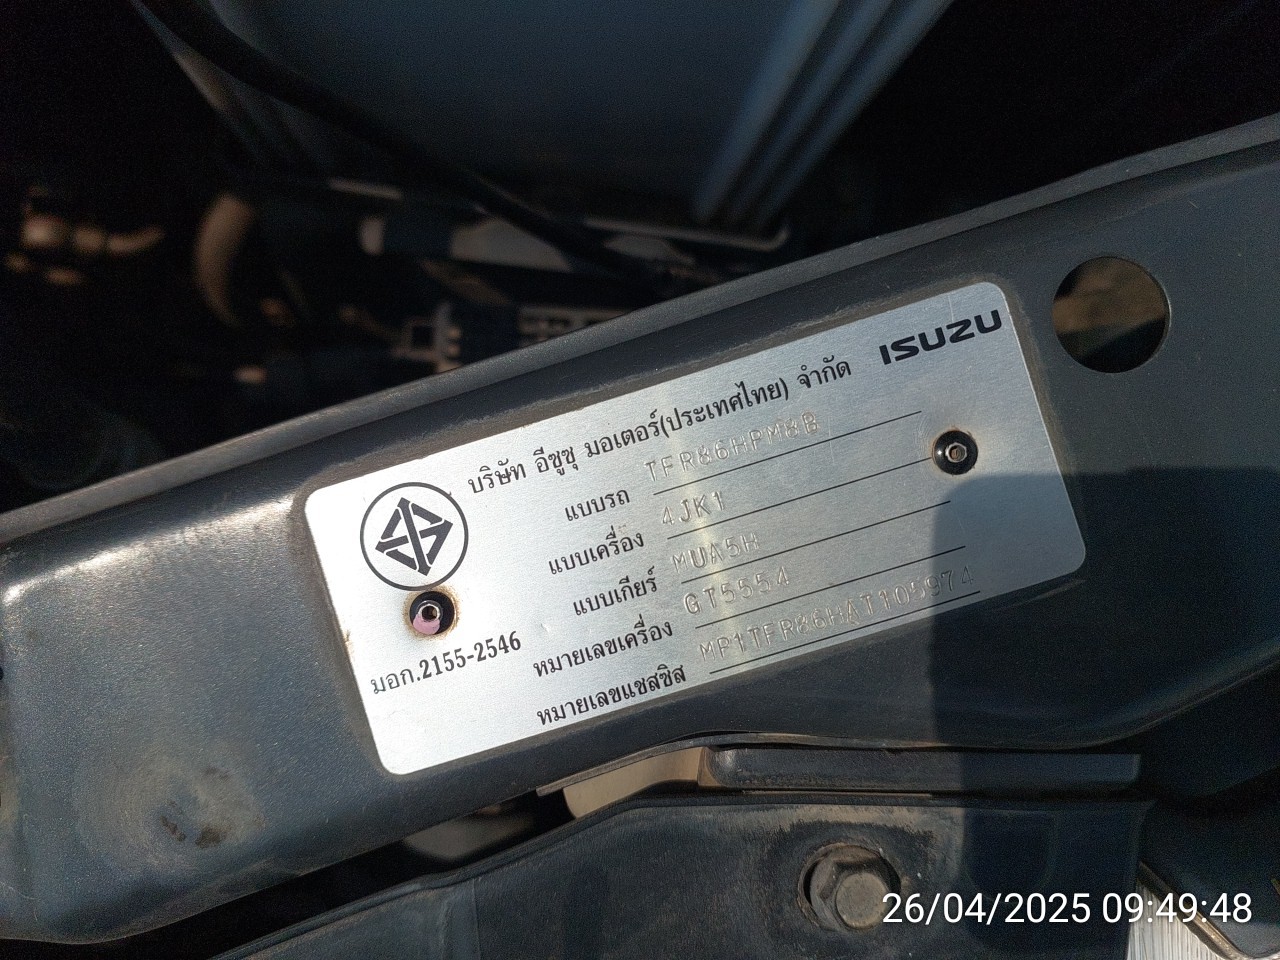 ISUZU
บริษัท อีซูซุ มอเตอร์(ประเทศไทย) จำกัด
แบบรถ TFR86HPM8B
แบบเครื่อง 4JK1
แบบเกียร์ MUA5H
หมายเลขเครื่อง GT5554
หมายเลขแชสซิส MP1TFR86HAT105974
มอก.2155-2546
26/04/2025 09:49:48